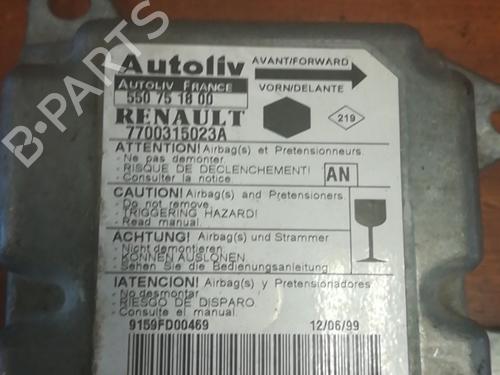 Autoliv
AVANT/FORWARD
AUTOLIV FRANCE
VORN/DELANTE
550 75 18 00
RENAULT
219
7700315023A
ATTENTION! Airbag(s) et Pretensionneurs
- Ne pas demonter.
- RISQUE DE DECLENCHEMENT!
- Consulter la notice
AN
CAUTION! Airbag(s) and Pretensioners
- Do not remove.
- TRIGGERING HAZARD!
- Read manual.
ACHTUNG! Airbag(s) und Strammer
- Nicht demontieren.
- KONNEN AUSLONEN.
- Sehen Sie die Bedienungsanleitung
¡ATENCION! Airbag(s) y Pretensionadores
- No desmontar
- RIESGO DE DISPARO.
- Consulte el manual.
9159FD00469
12/06/99
B-Parts